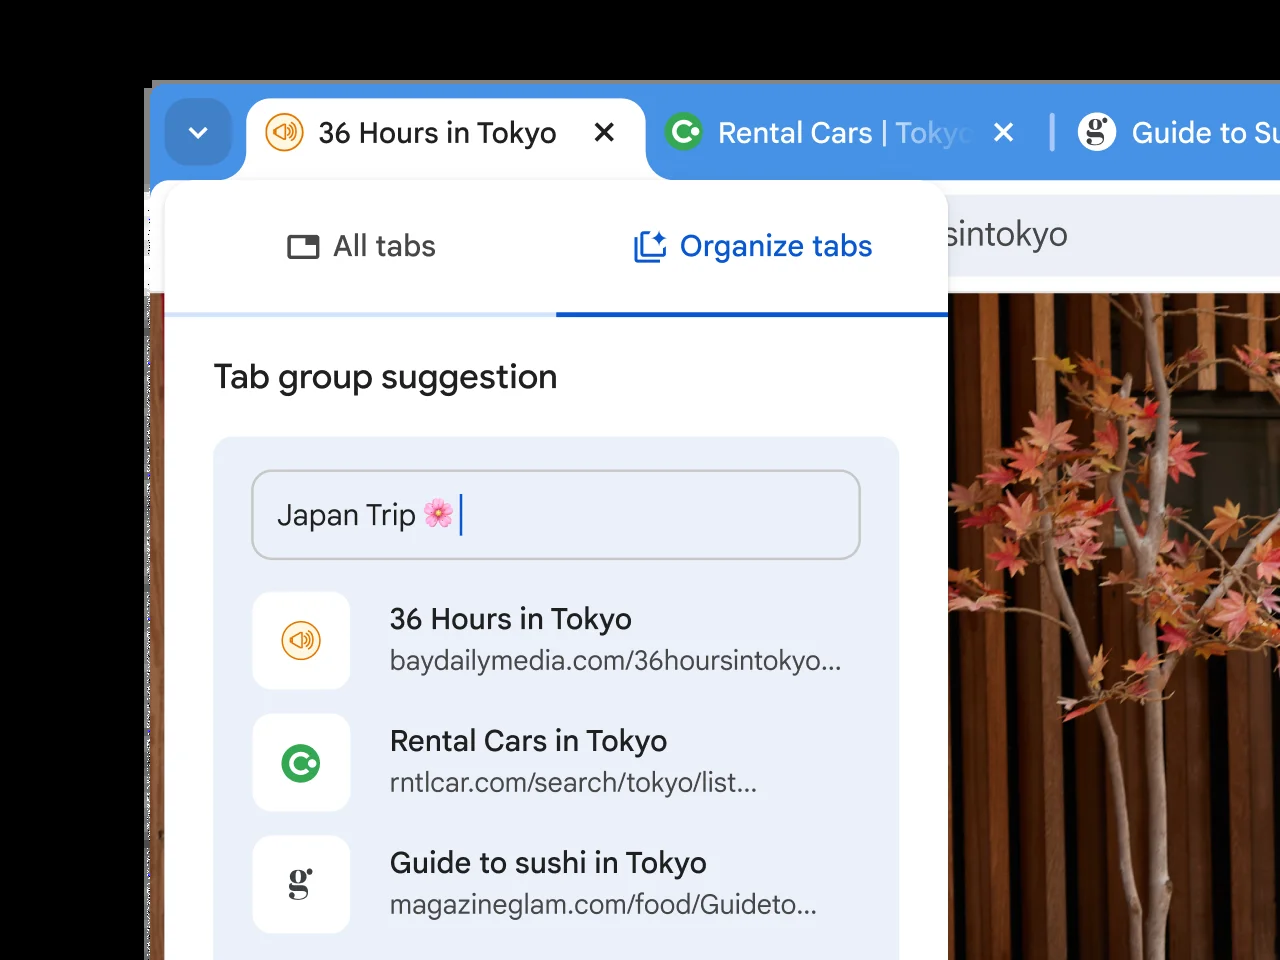 36 Hours in Tokyo
Rental Cars | Tokyo
g
Guide to Su
All tabs
Organize tabs
sintokyo
Tab group suggestion
Japan Trip 🌸
36 Hours in Tokyo
baydailymedia.com/36hoursintokyo...
Rental Cars in Tokyo
rntlcar.com/search/tokyo/list...
g
Guide to sushi in Tokyo
magazineglam.com/food/Guideto...